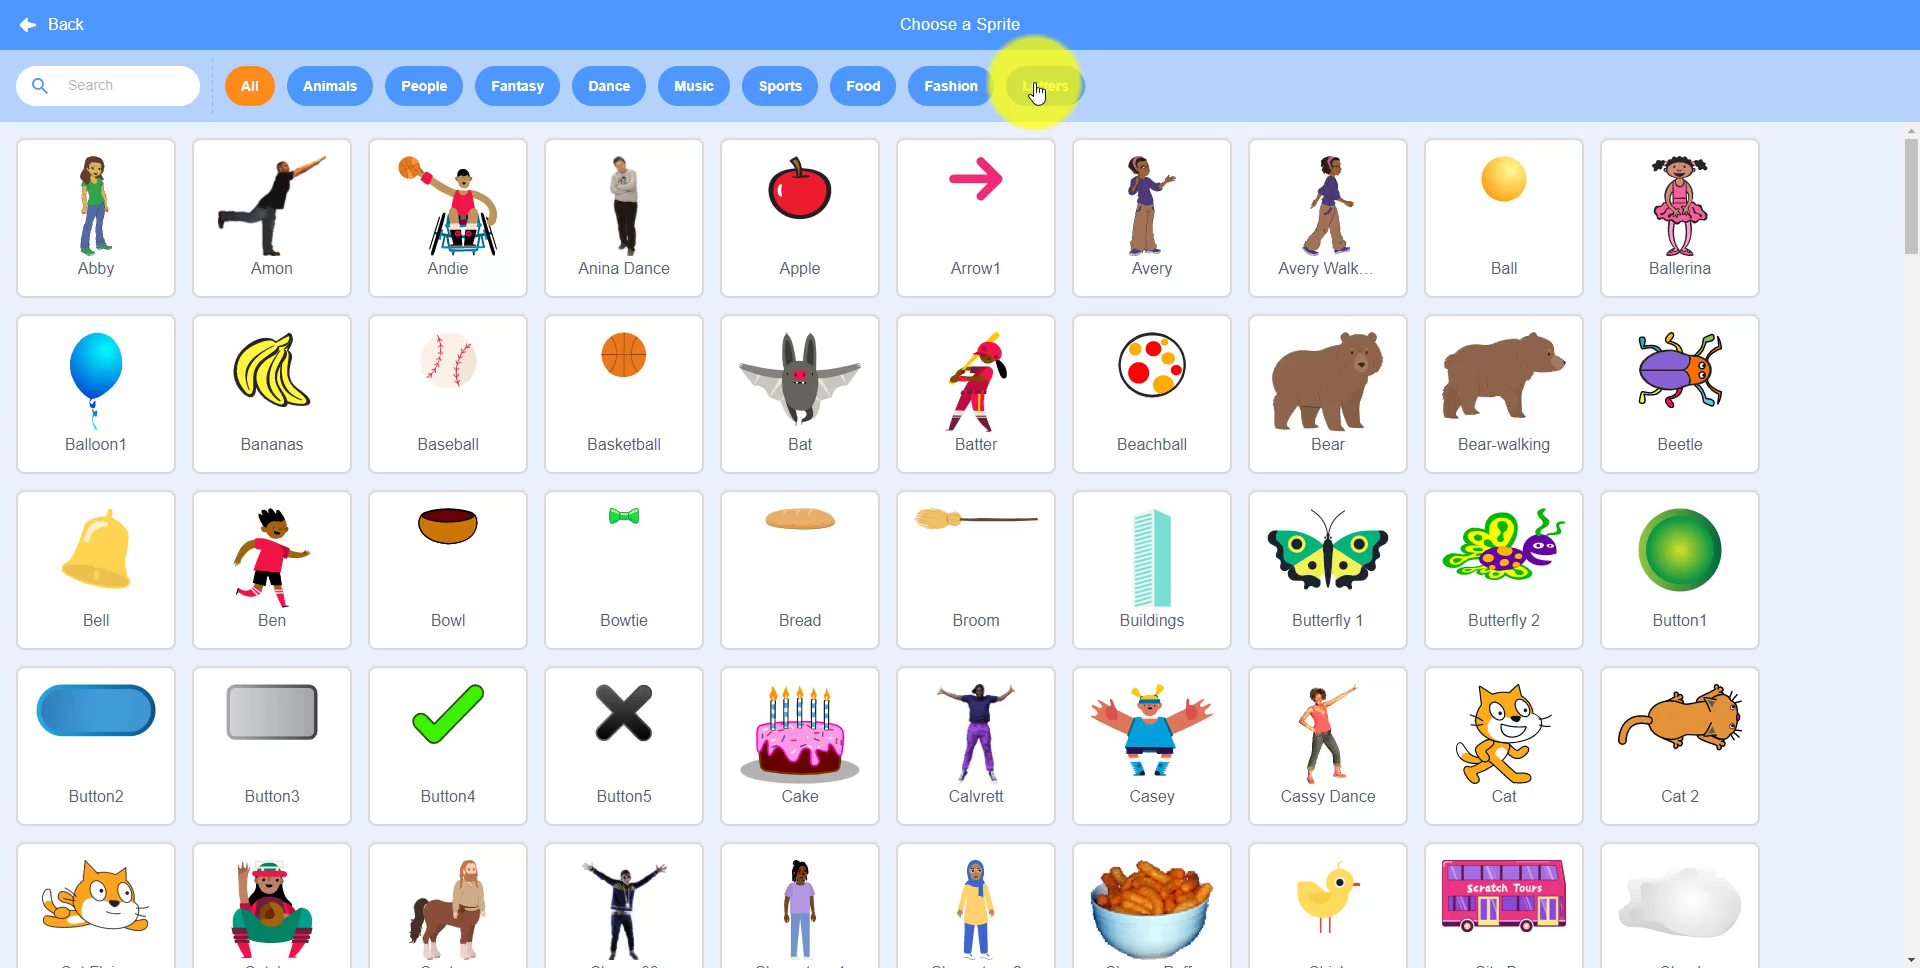 Back
Choose a Sprite
Search
All
Animals
People
Fantasy
Dance
Music
Sports
Food
Fashion
Abby
Amon
Andie
Anina Dance
Apple
Arrow1
Avery
Avery Walk...
Ball
Ballerina
Balloon1
Bananas
Baseball
Basketball
Bat
Batter
Beachball
Bear
Bear-walking
Beetle
Bell
Ben
Bowl
Bowtie
Bread
Broom
Buildings
Butterfly 1
Butterfly 2
Button1
Button2
Button3
Button4
Button5
Cake
Calvrett
Casey
Cassy Dance
Cat
Cat 2
Scratch Tours